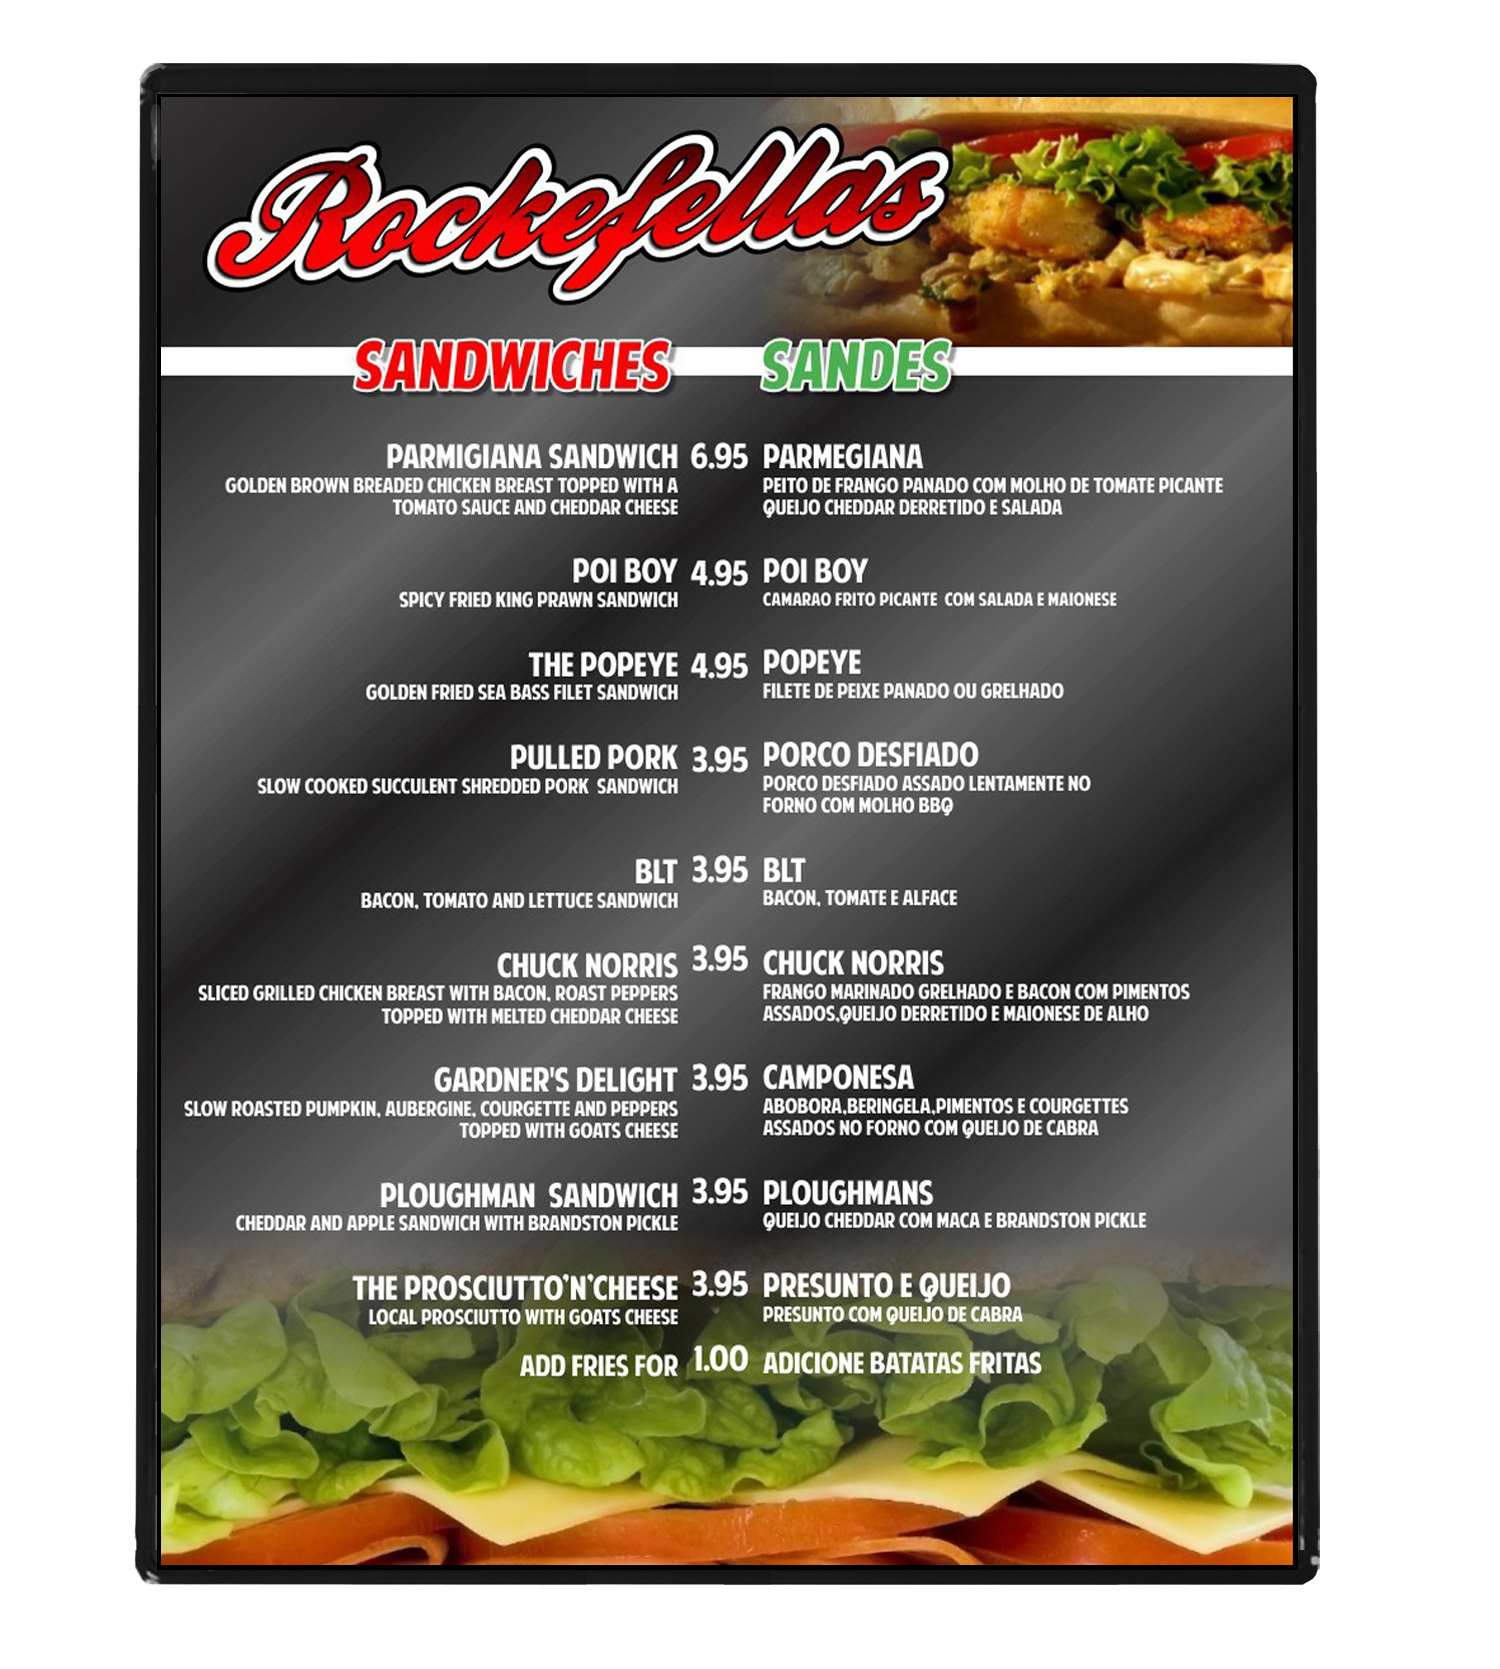 Rockefella's
SANDWICHES SANDES
PARMIGIANA SANDWICH 6.95 PARMEGIANA
GOLDEN BROWN BREADED CHICKEN BREAST TOPPED WITH A PEITO DE FRANGO PANADO COM MOLHO DE TOMATE PICANTE
TOMATO SAUCE AND CHEDDAR CHEESE QUEIJO CHEDDAR DERRETIDO E SALADA
POI BOY 4.95 POI BOY
SPICY FRIED KING PRAWN SANDWICH CAMARAO FRITO PICANTE COM SALADA E MAIONESE
THE POPEYE 4.95 POPEYE
GOLDEN FRIED SEA BASS FILET SANDWICH FILETE DE PEIXE PANADO OU GRELHADO
PULLED PORK 3.95 PORCO DESFIADO
SLOW COOKED SUCCULENT SHREDDED PORK SANDWICH PORCO DESFIADO ASSADO LENTAMENTE NO
FORNO COM MOLHO BBQ
BLT 3.95 BLT
BACON, TOMATO AND LETTUCE SANDWICH BACON, TOMATE E ALFACE
CHUCK NORRIS 3.95 CHUCK NORRIS
SLICED GRILLED CHICKEN BREAST WITH BACON, ROAST PEPPERS FRANGO MARINADO GRELHADO E BACON COM PIMENTOS
TOPPED WITH MELTED CHEDDAR CHEESE ASSADOS,QUEIJO DERRETIDO E MAIONESE DE ALHO
GARDNER'S DELIGHT 3.95 CAMPONESA
SLOW ROASTED PUMPKIN, AUBERGINE, COURGETTE AND PEPPERS ABOBORA,BERINGELA,PIMENTOS E COURGETTES
TOPPED WITH GOATS CHEESE ASSADOS NO FORNO COM QUEIJO DE CABRA
PLOUGHMAN SANDWICH 3.95 PLOUGHMANS
CHEDDAR AND APPLE SANDWICH WITH BRANDSTON PICKLE QUEIJO CHEDDAR COM MACA E BRANDSTON PICKLE
THE PROSCIUTTO'N'CHEESE 3.95 PRESUNTO E QUEIJO
LOCAL PROSCIUTTO WITH GOATS CHEESE PRESUNTO COM QUEIJO DE CABRA
ADD FRIES FOR 1.00 ADICIONE BATATAS FRITAS